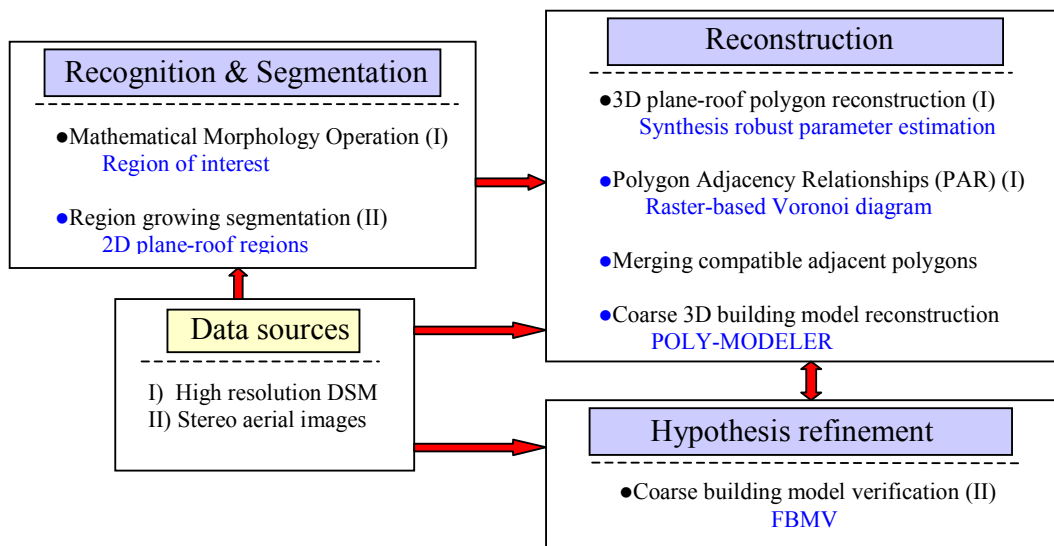 Recognition & Segmentation
●Mathematical Morphology Operation (I)
Region of interest
●Region growing segmentation (II)
2D plane-roof regions
Data sources
I) High resolution DSM
II) Stereo aerial images
Reconstruction
●3D plane-roof polygon reconstruction (I)
Synthesis robust parameter estimation
●Polygon Adjacency Relationships (PAR) (I)
Raster-based Voronoi diagram
●Merging compatible adjacent polygons
●Coarse 3D building model reconstruction
POLY-MODELER
Hypothesis refinement
●Coarse building model verification (II)
FBMV